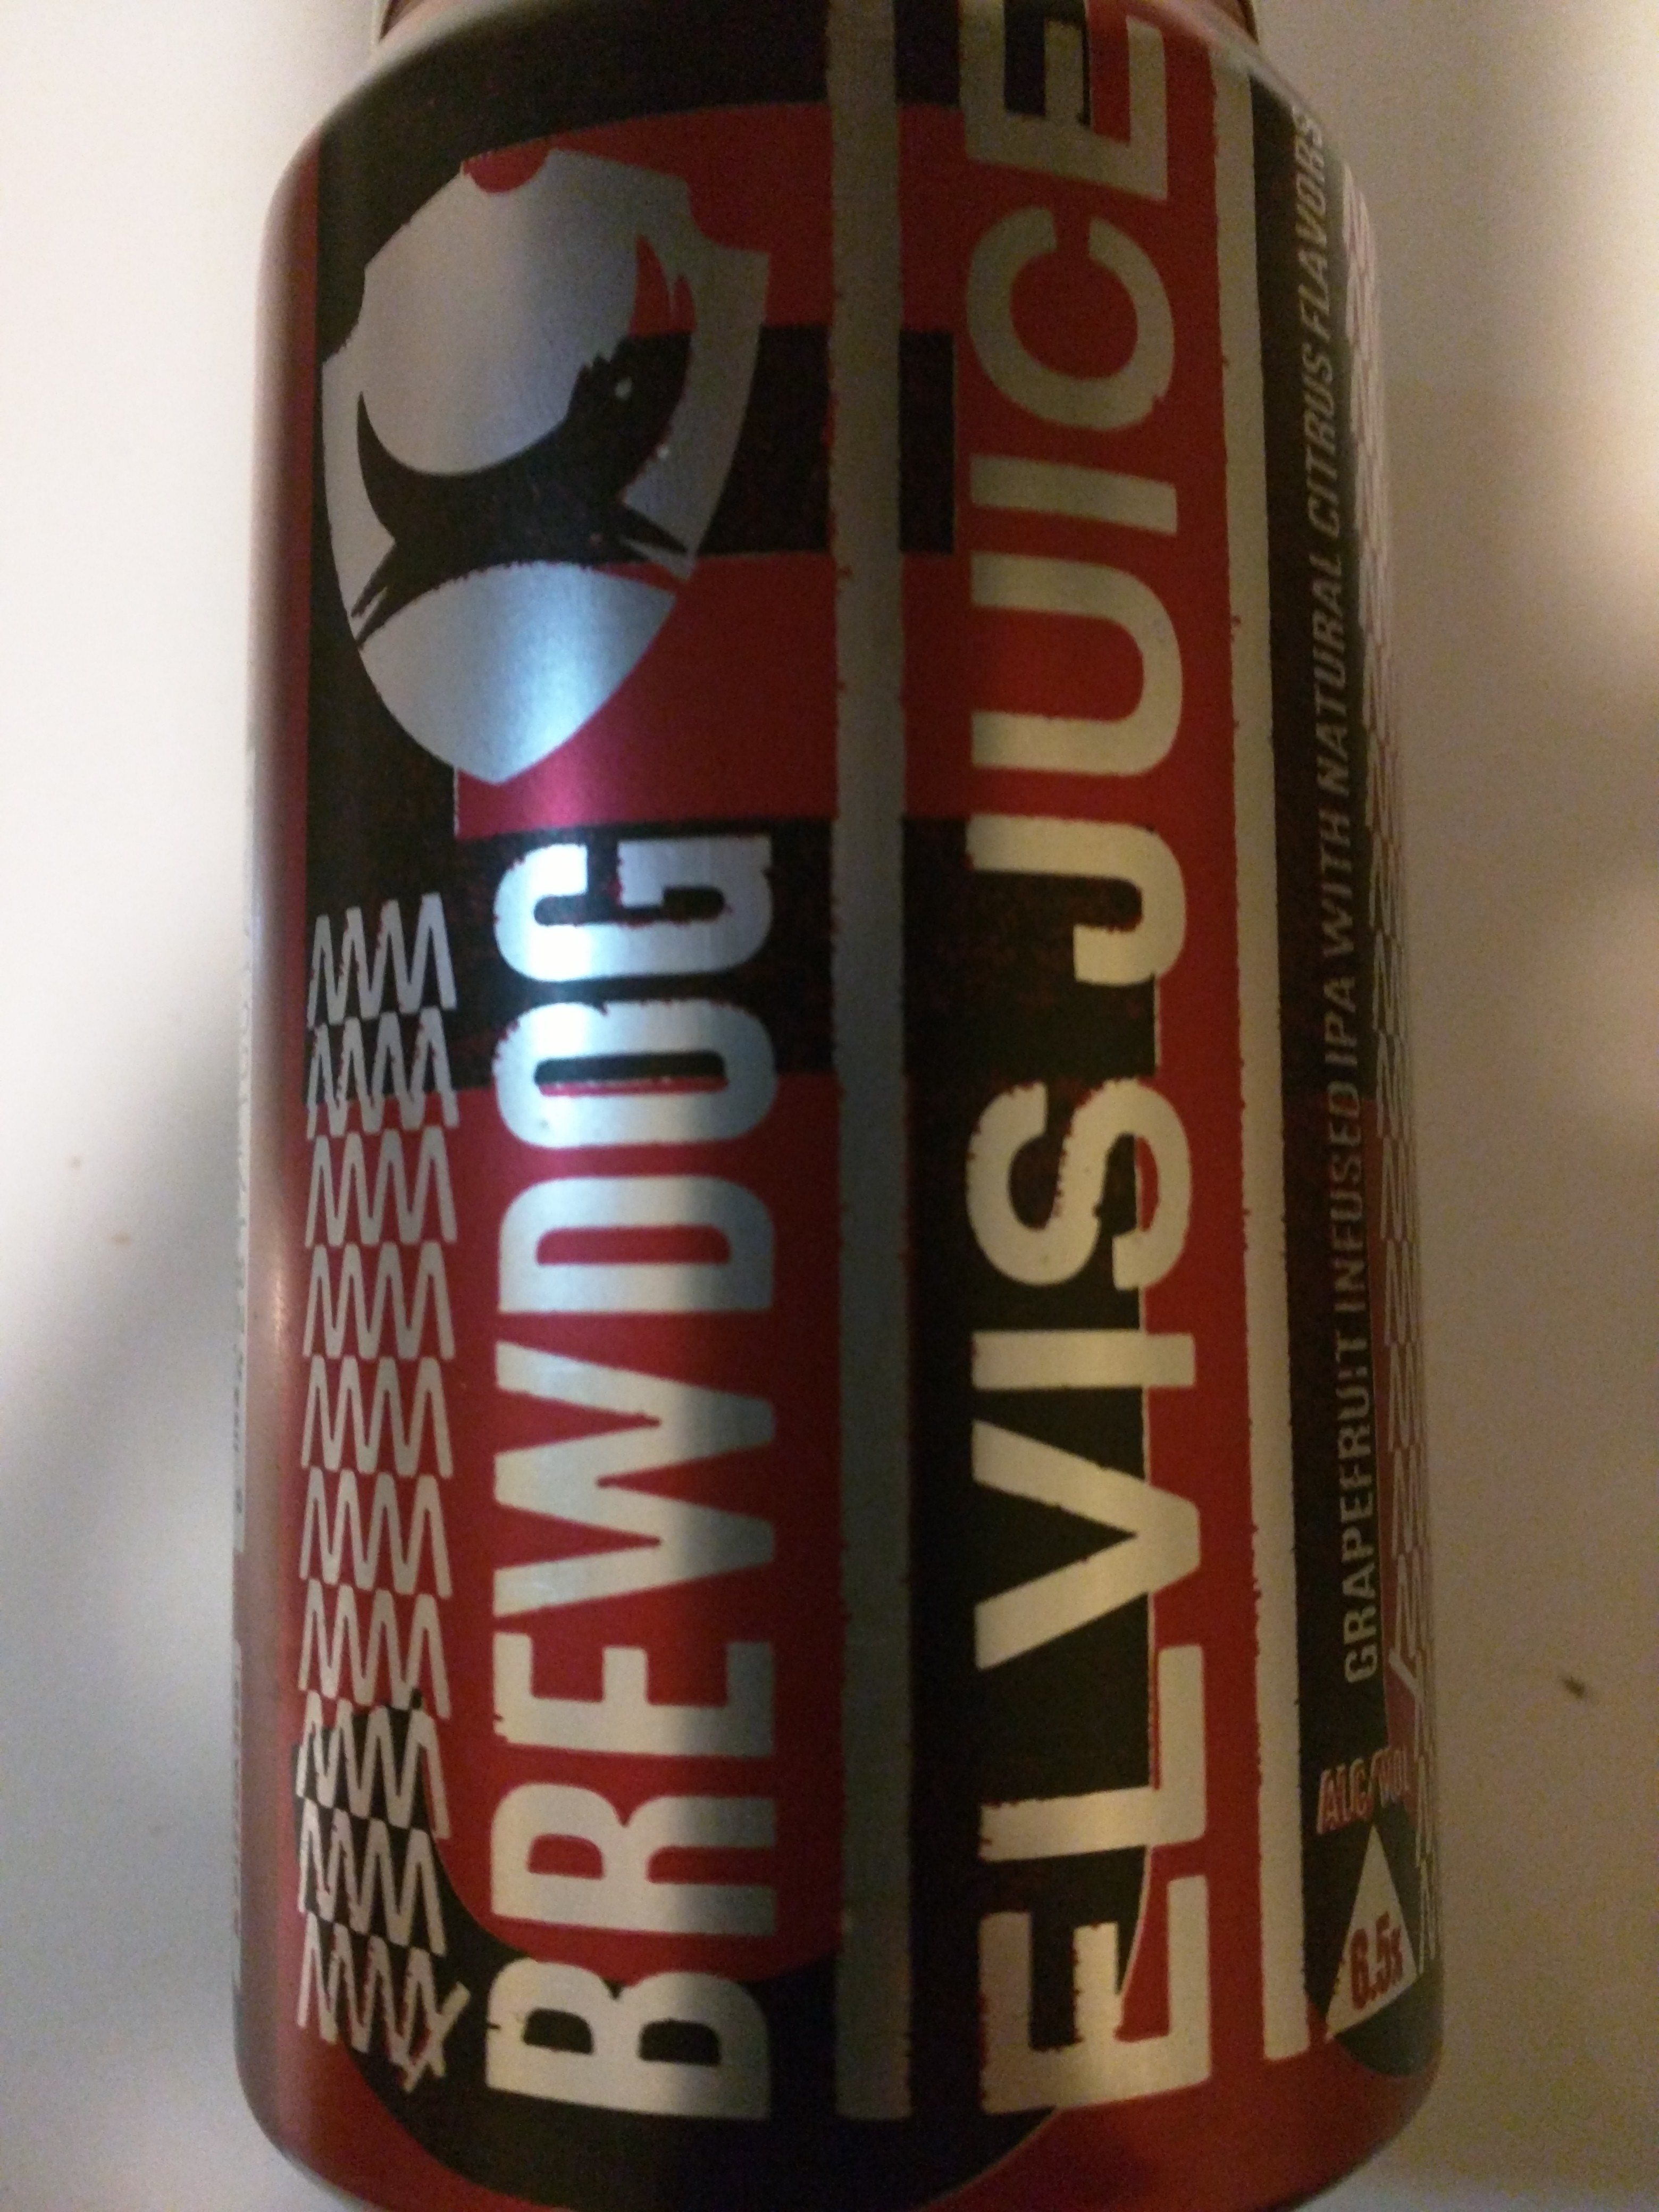 BREWDOG
ELVIS JUICE
GRAPEFRUIT INFUSED IPA WITH NATURAL CITRUS FLAVORS
ALC/VOL
6.5%